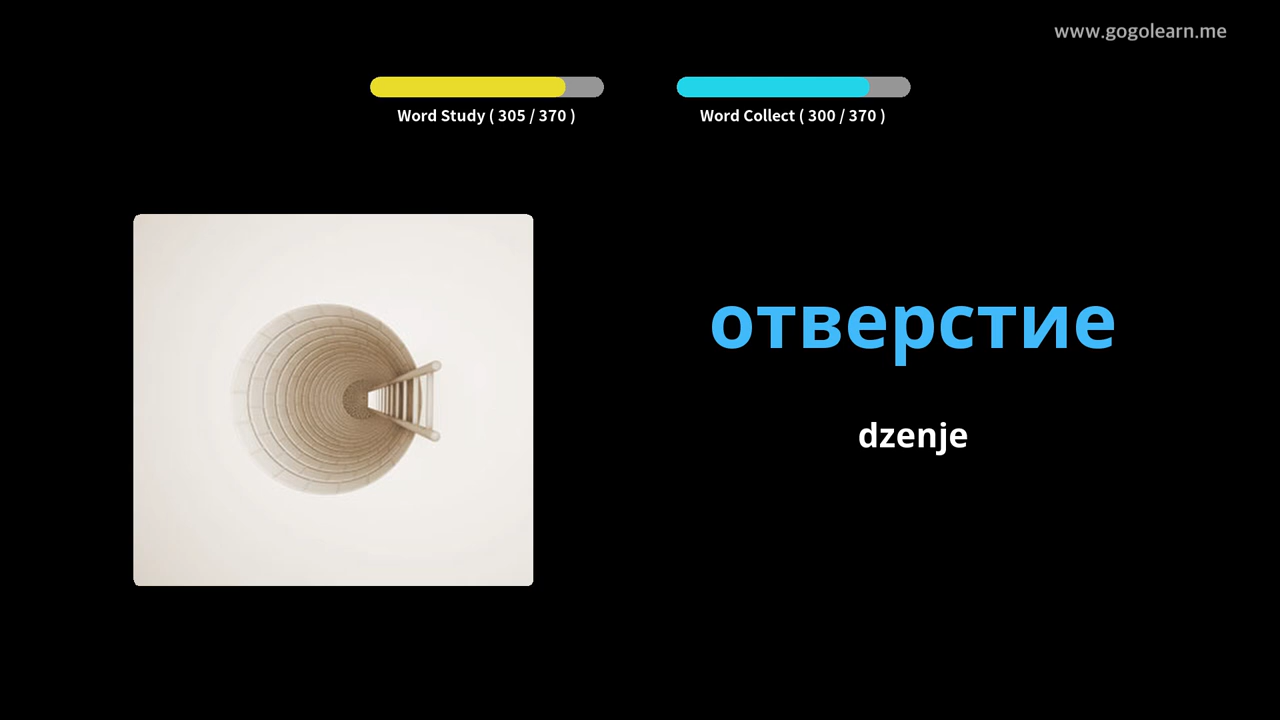 www.gogolearn.me
Word Study ( 305 / 370 )
Word Collect ( 300 / 370 )
отверстие
dzenje